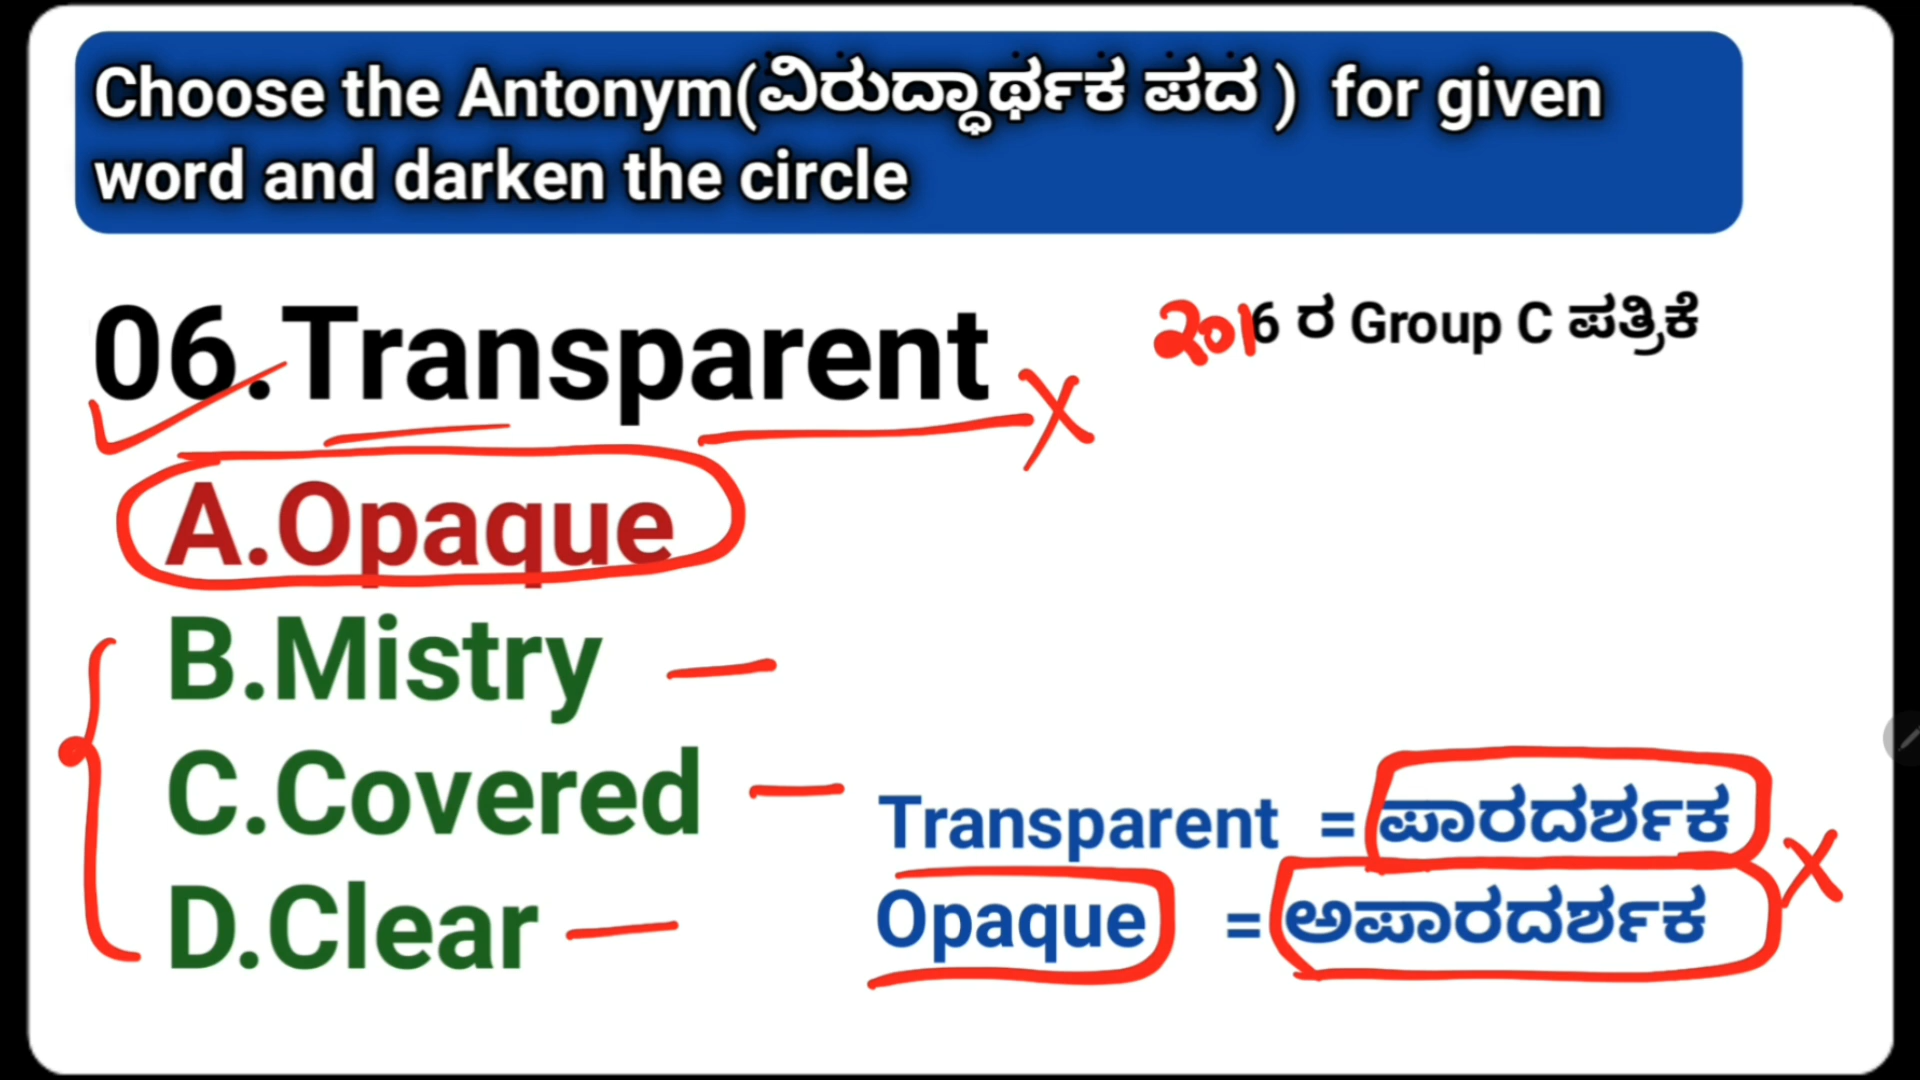 Choose the Antonym(ವಿರುದ್ಧಾರ್ಥಕ ಪದ ) for given
word and darken the circle
06.Transparent
2016 ರ Group C ಪತ್ರಿಕೆ
A.Opaque
B.Mistry
C.Covered
D.Clear
Transparent = ಪಾರದರ್ಶಕ
Opaque = ಅಪಾರದರ್ಶಕ